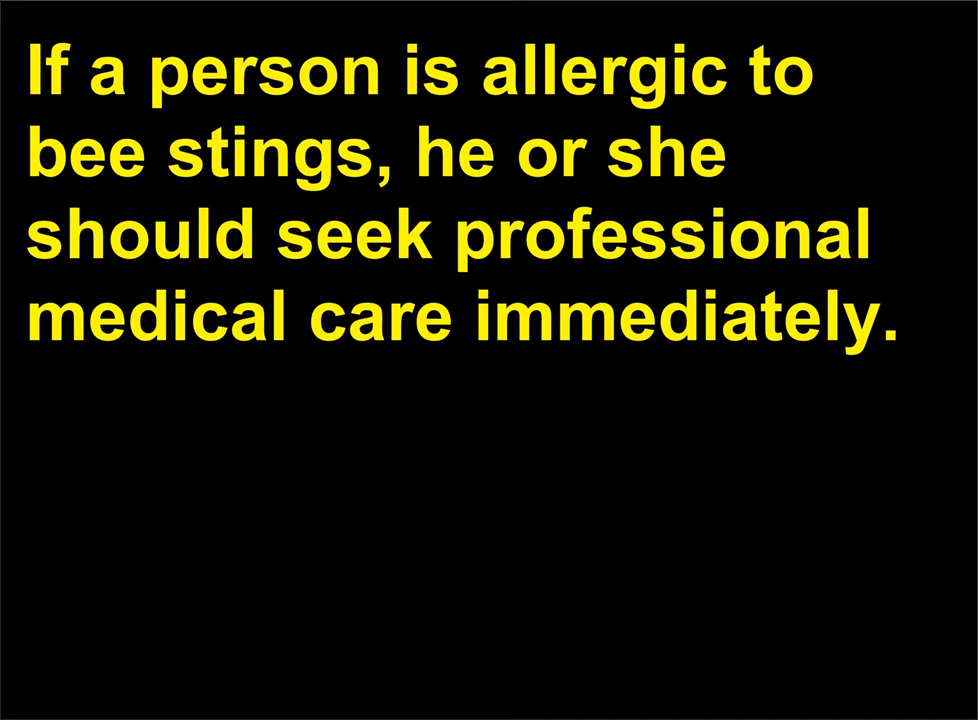 If a person is allergic to
bee stings, he or she
should seek professional
medical care immediately.